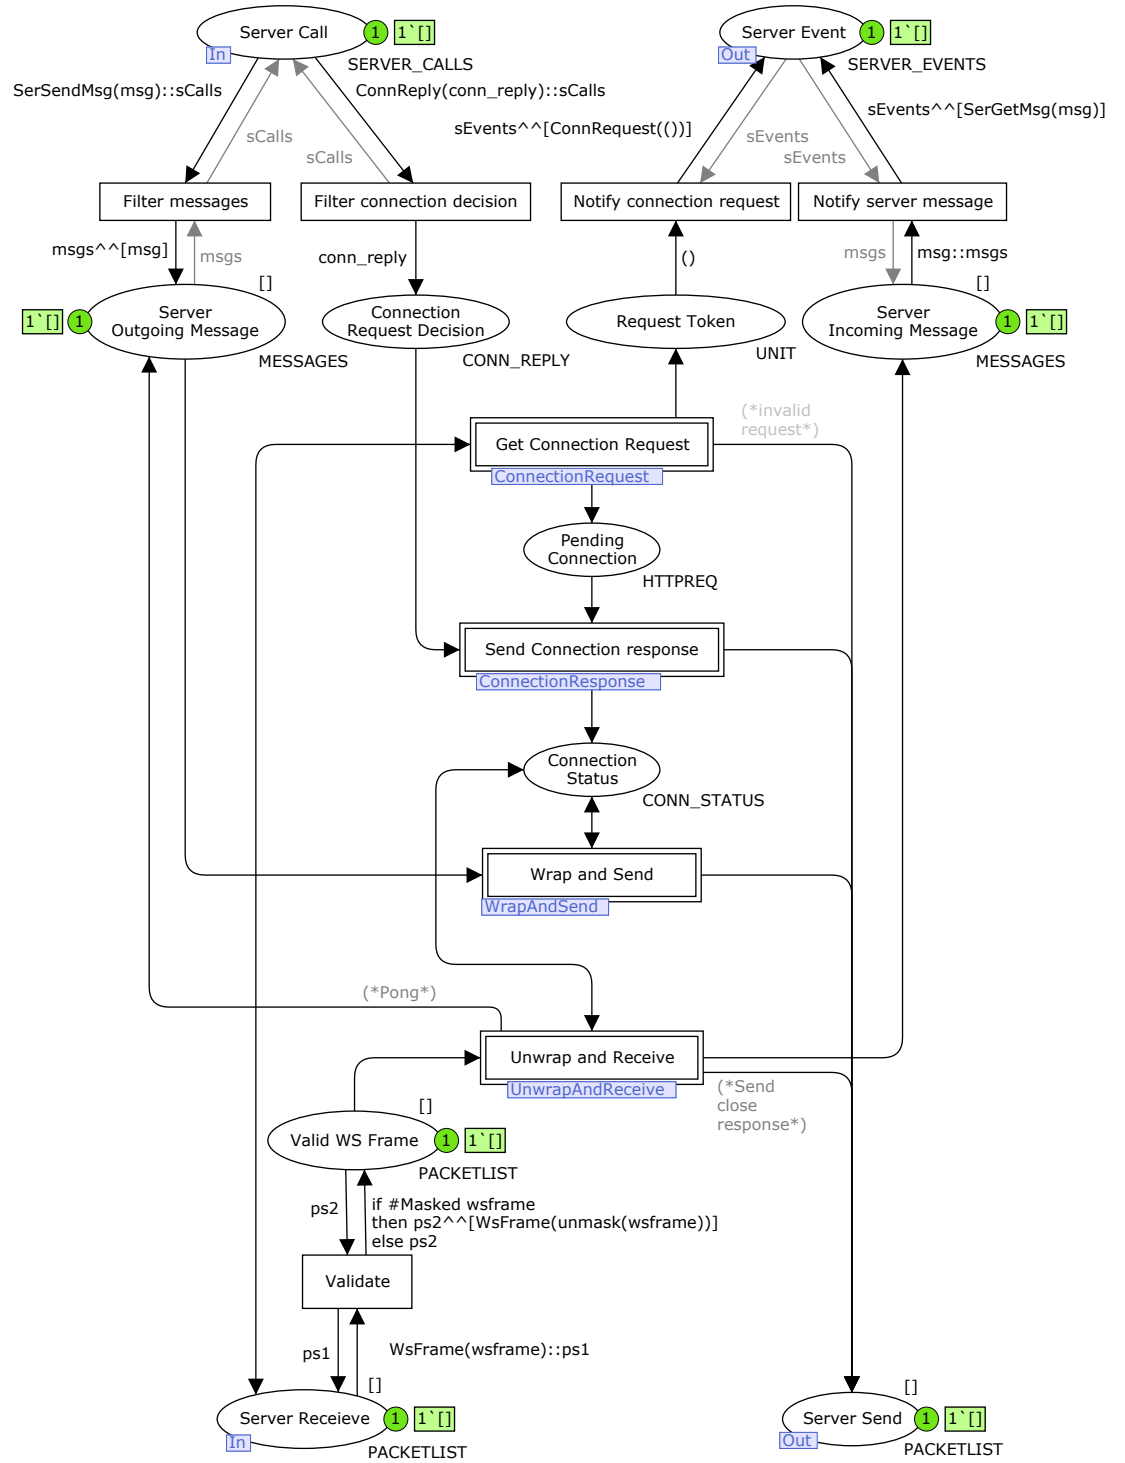 Server Call
1
1`[]
In
SERVER_CALLS
Server Event
1
1`[]
Out
SERVER_EVENTS
SerSendMsg(msg)::sCalls
ConnReply(conn_reply)::sCalls
sEvents^^[ConnRequest(())]
sEvents^^[SerGetMsg(msg)]
sCalls
sCalls
sEvents
sEvents
Filter messages
Filter connection decision
Notify connection request
Notify server message
msgs^^[msg]
msgs
conn_reply
()
msgs
msg::msgs
[]
[]
1`[]
1
Server
Outgoing Message
MESSAGES
Connection
Request Decision
CONN_REPLY
Request Token
UNIT
Server
Incoming Message
1
1`[]
MESSAGES
(*invalid
request*)
Get Connection Request
ConnectionRequest
Pending
Connection
HTTPREQ
Send Connection response
ConnectionResponse
Connection
Status
CONN_STATUS
Wrap and Send
WrapAndSend
(*Pong*)
Unwrap and Receive
UnwrapAndReceive
(*Send
close
response*)
[]
Valid WS Frame
1
1`[]
PACKETLIST
ps2
if #Masked wsframe
then ps2^^[WsFrame(unmask(wsframe))]
else ps2
Validate
ps1
WsFrame(wsframe)::ps1
[]
Server Receieve
1
1`[]
In
PACKETLIST
[]
Server Send
1
1`[]
Out
PACKETLIST